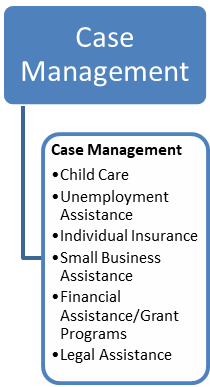 Case
Management
Case Management
•Child Care
•Unemployment
Assistance
•Individual Insurance
•Small Business
Assistance
•Financial
Assistance/Grant
Programs
•Legal Assistance